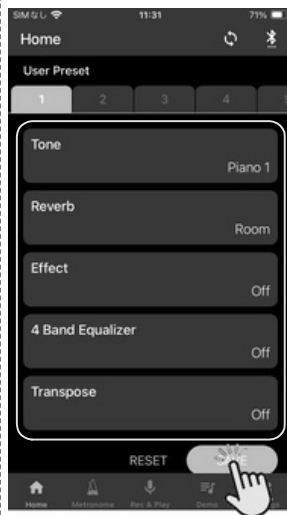 SIMなし 11:31 71%
Home
User Preset
1 2 3 4
Tone
Piano 1
Reverb
Room
Effect
Off
4 Band Equalizer
Off
Transpose
Off
RESET
Home Metronome Rec & Play Demo